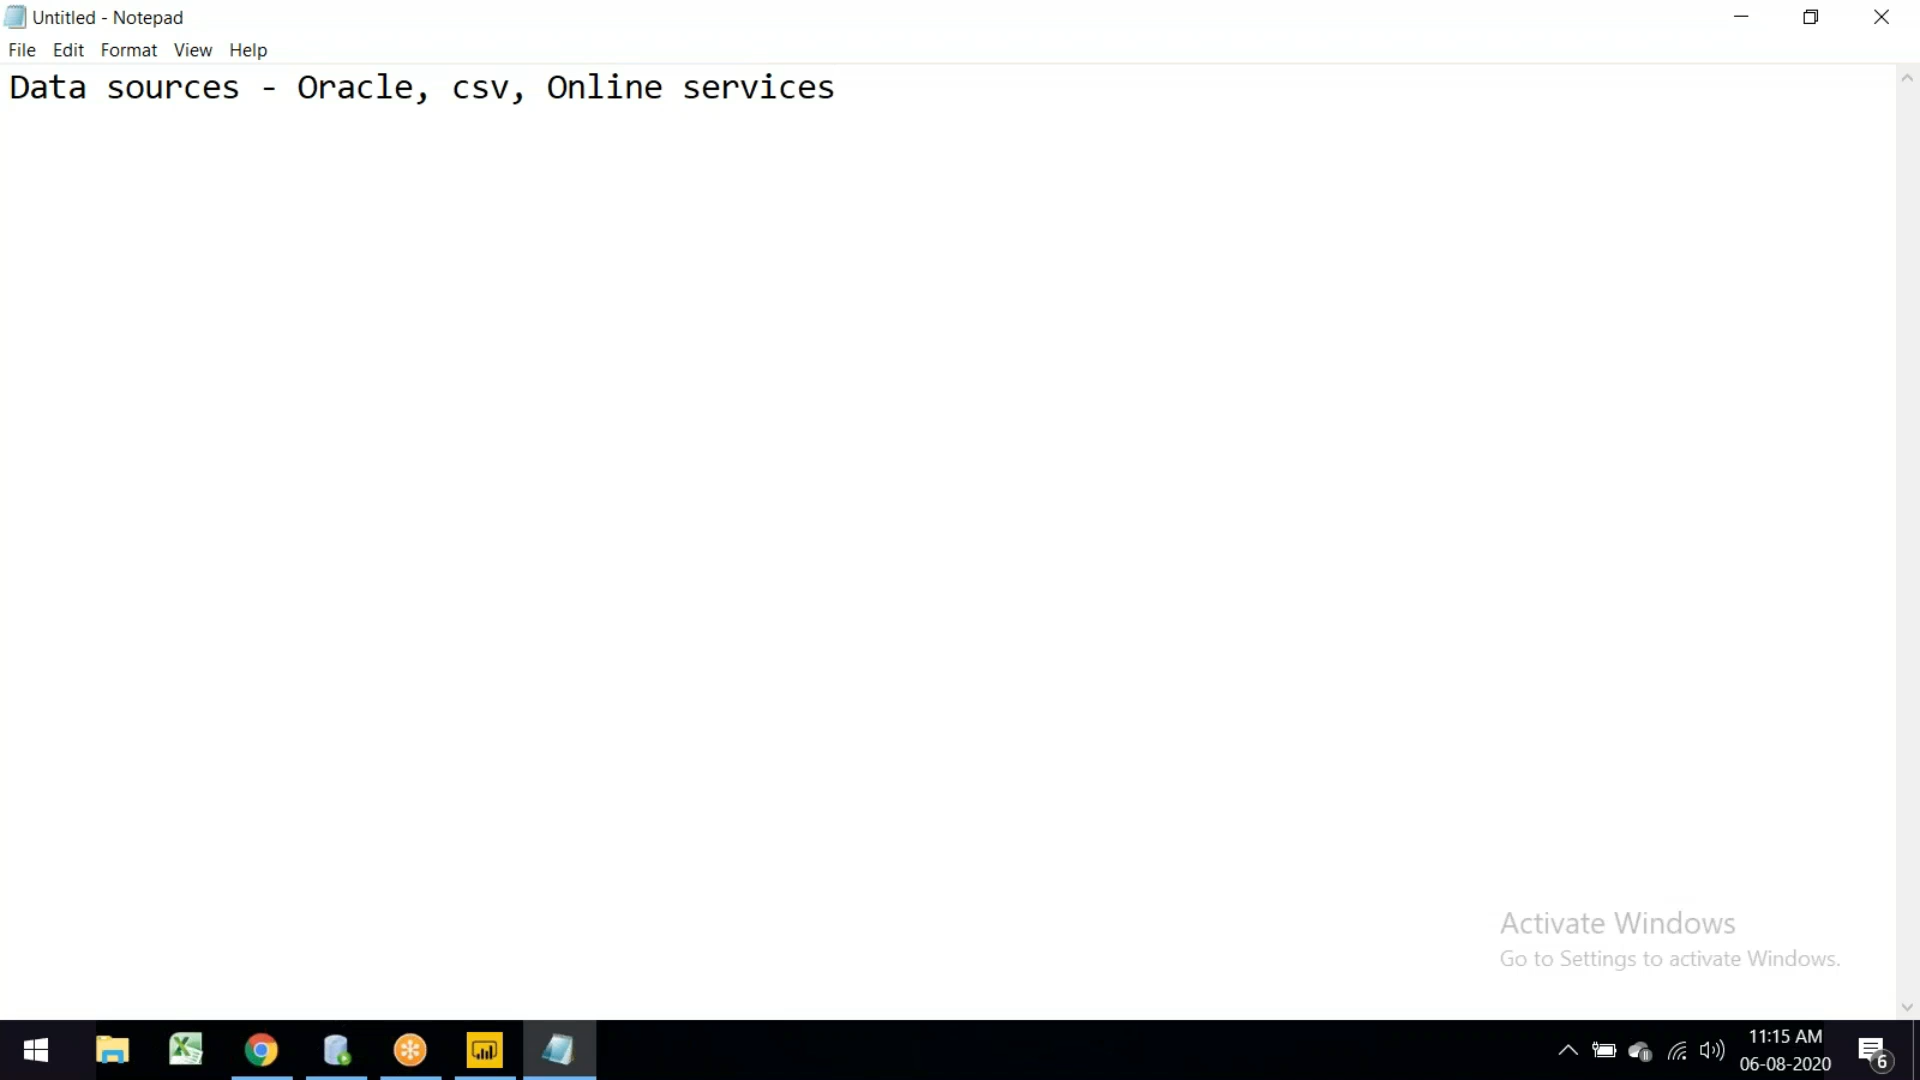 Untitled - Notepad
File Edit Format View Help
Data sources - Oracle, csv, Online services
Activate Windows
Go to Settings to activate Windows.
11:15 AM
06-08-2020
6